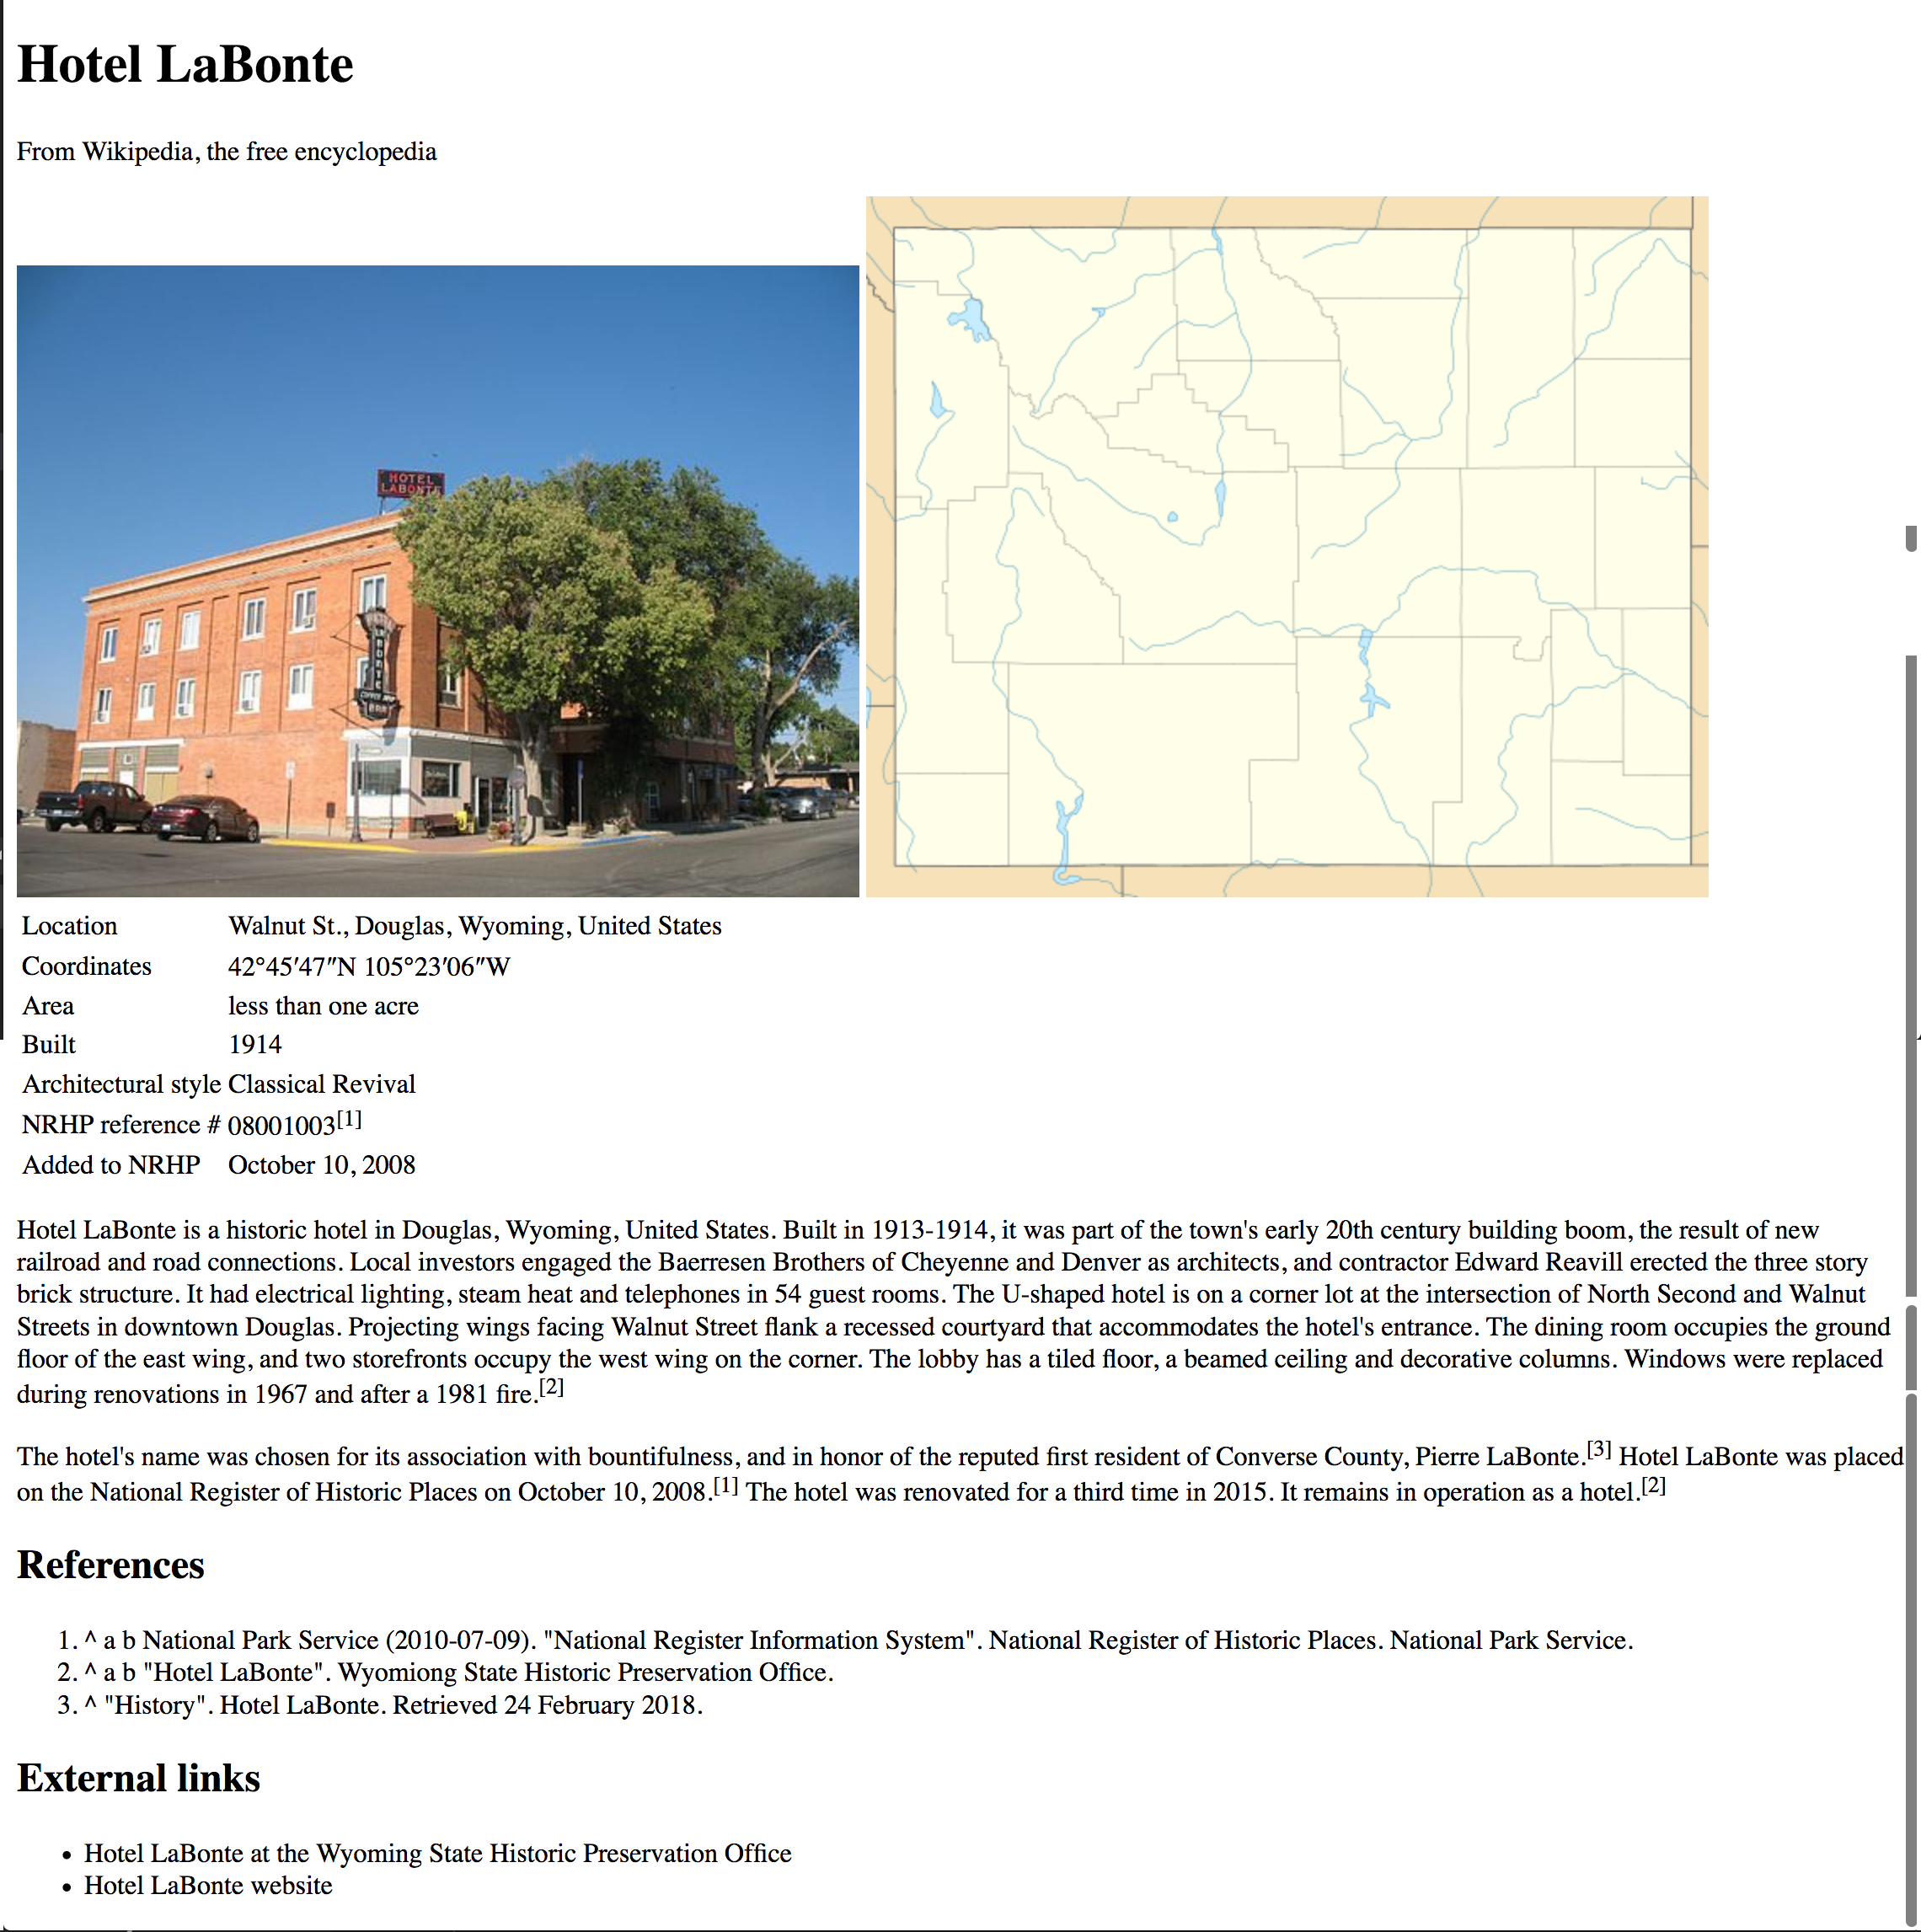 Hotel LaBonte
From Wikipedia, the free encyclopedia
HOTEL
LABONTE
LABONTE
COFFEE SHOP
BAR
Location Walnut St., Douglas, Wyoming, United States
Coordinates 42°45′47″N 105°23′06″W
Area less than one acre
Built 1914
Architectural style Classical Revival
NRHP reference # 08001003[1]
Added to NRHP October 10, 2008
Hotel LaBonte is a historic hotel in Douglas, Wyoming, United States. Built in 1913-1914, it was part of the town's early 20th century building boom, the result of new
railroad and road connections. Local investors engaged the Baerresen Brothers of Cheyenne and Denver as architects, and contractor Edward Reavill erected the three story
brick structure. It had electrical lighting, steam heat and telephones in 54 guest rooms. The U-shaped hotel is on a corner lot at the intersection of North Second and Walnut
Streets in downtown Douglas. Projecting wings facing Walnut Street flank a recessed courtyard that accommodates the hotel's entrance. The dining room occupies the ground
floor of the east wing, and two storefronts occupy the west wing on the corner. The lobby has a tiled floor, a beamed ceiling and decorative columns. Windows were replaced
during renovations in 1967 and after a 1981 fire.[2]
The hotel's name was chosen for its association with bountifulness, and in honor of the reputed first resident of Converse County, Pierre LaBonte.[3] Hotel LaBonte was placed
on the National Register of Historic Places on October 10, 2008.[1] The hotel was renovated for a third time in 2015. It remains in operation as a hotel.[2]
References
1. ^ a b National Park Service (2010-07-09). "National Register Information System". National Register of Historic Places. National Park Service.
2. ^ a b "Hotel LaBonte". Wyomiong State Historic Preservation Office.
3. ^ "History". Hotel LaBonte. Retrieved 24 February 2018.
External links
• Hotel LaBonte at the Wyoming State Historic Preservation Office
• Hotel LaBonte website